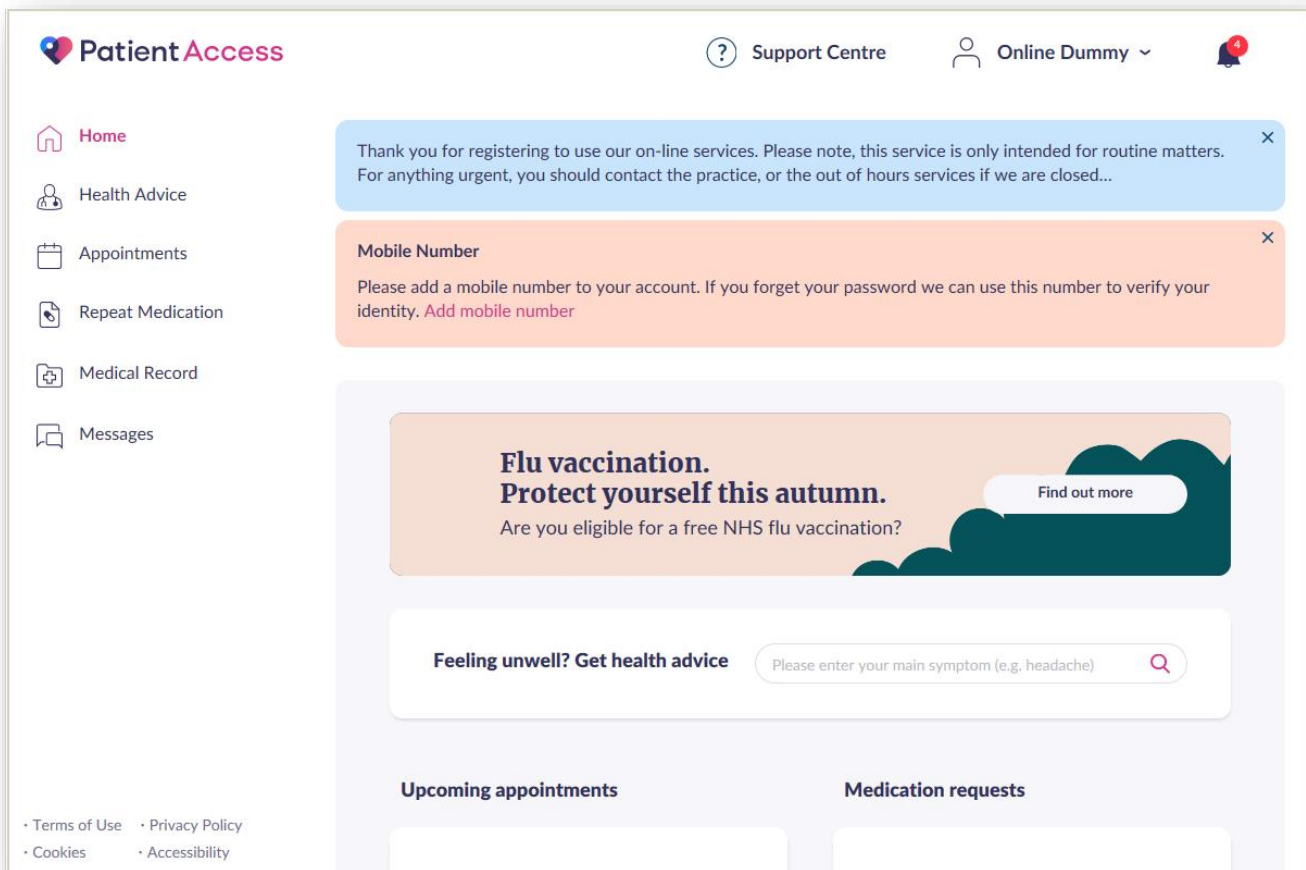 Patient Access
? Support Centre
Online Dummy
4
Home
Health Advice
Appointments
Repeat Medication
Medical Record
Messages
Thank you for registering to use our on-line services. Please note, this service is only intended for routine matters.
For anything urgent, you should contact the practice, or the out of hours services if we are closed...
Mobile Number
Please add a mobile number to your account. If you forget your password we can use this number to verify your
identity. Add mobile number
Flu vaccination.
Protect yourself this autumn.
Are you eligible for a free NHS flu vaccination?
Find out more
Feeling unwell? Get health advice
Please enter your main symptom (e.g. headache)
Upcoming appointments
Medication requests
· Terms of Use · Privacy Policy
· Cookies · Accessibility